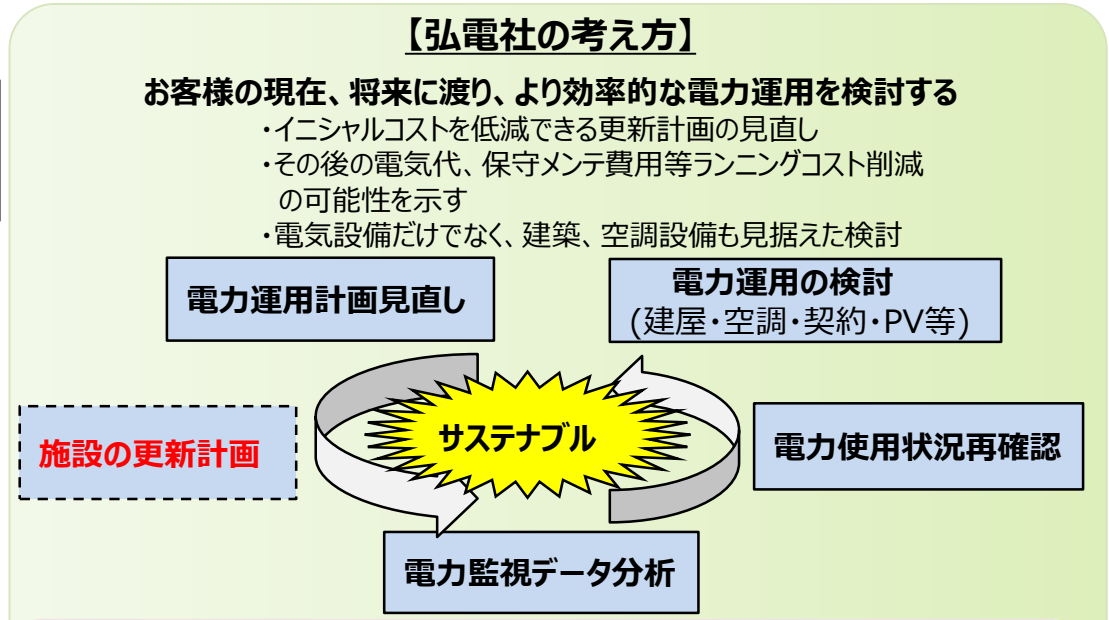 【弘電社の考え方】
お客様の現在、将来に渡り、より効率的な電力運用を検討する
・イニシャルコストを低減できる更新計画の見直し
・その後の電気代、保守メンテ費用等ランニングコスト削減
の可能性を示す
・電気設備だけでなく、建築、空調設備も見据えた検討
電力運用計画見直し
電力運用の検討
(建屋・空調・契約・PV等)
施設の更新計画
サステナブル
電力使用状況再確認
電力監視データ分析